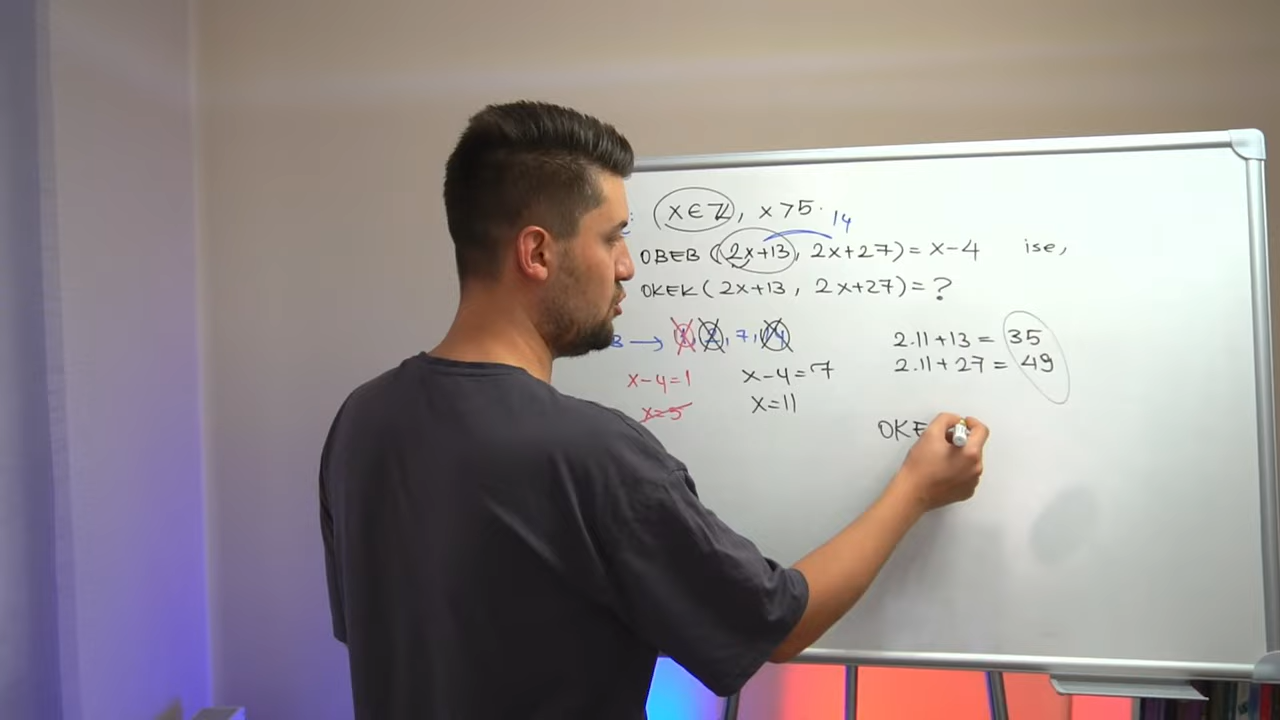 : x∈Z, x>5.
14
OBEB (2x+13, 2x+27) = x-4 ise,
OKEK (2x+13, 2x+27) = ?
B → 1, 2, 7, 14
2.11+13 = 35
2.11+27 = 49
x-4=1 x-4=7
x=5 x=11
OKE